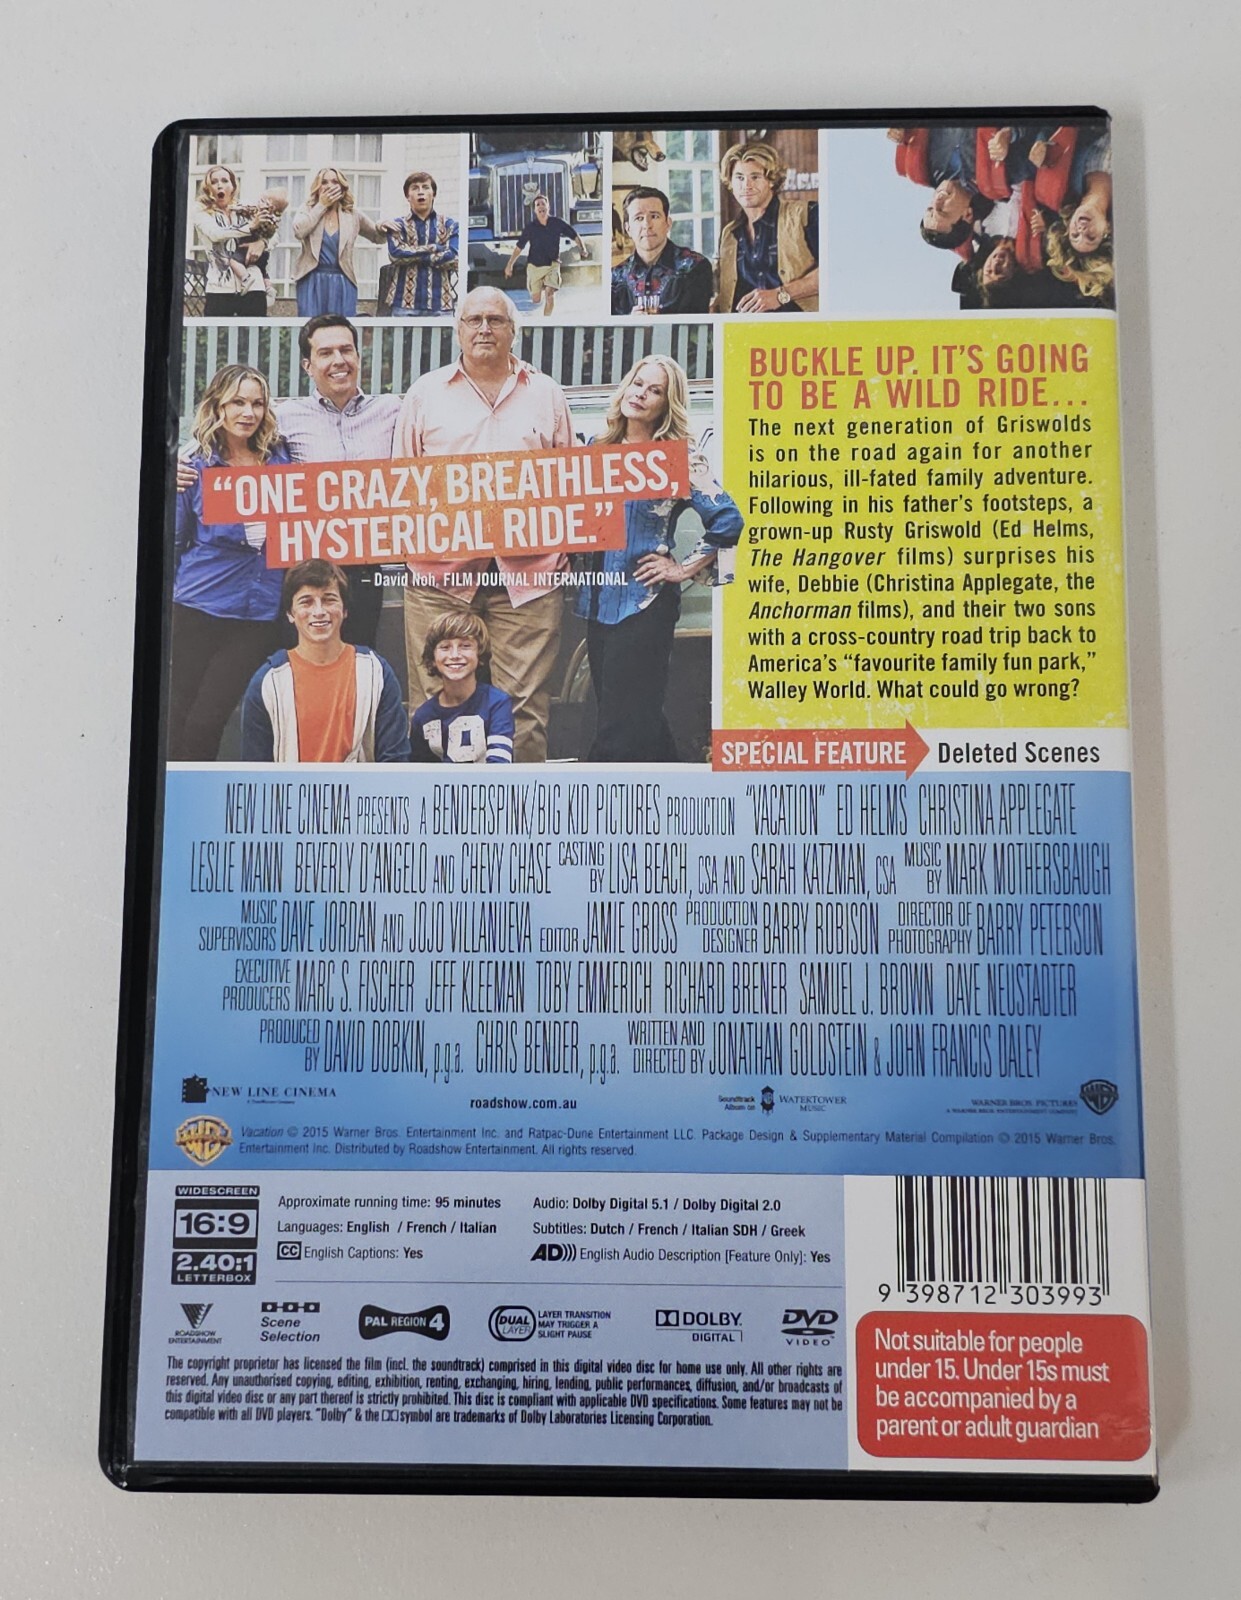 BUCKLE UP. IT'S GOING
TO BE A WILD RIDE...
The next generation of Griswolds
is on the road again for another
hilarious, ill-fated family adventure.
Following in his father's footsteps, a
grown-up Rusty Griswold (Ed Helms,
The Hangover films) surprises his
wife, Debbie (Christina Applegate, the
Anchorman films), and their two sons
with a cross-country road trip back to
America's "favourite family fun park,"
Walley World. What could go wrong?
"ONE CRAZY, BREATHLESS,
HYSTERICAL RIDE."
– David Noh, FILM JOURNAL INTERNATIONAL
19
SPECIAL FEATURE Deleted Scenes
NEW LINE CINEMA PRESENTS A BENDERSPINK/BIG KID PICTURES PRODUCTION "VACATION" ED HELMS CHRISTINA APPLEGATE
LESLIE MANN BEVERLY D'ANGELO AND CHEVY CHASE CASTING BY LISA BEACH, CSA AND SARAH KATZMAN, CSA MUSIC BY MARK MOTHERSBAUGH
MUSIC SUPERVISORS DAVE JORDAN AND JOJO VILLANUEVA EDITOR JAMIE GROSS PRODUCTION DESIGNER BARRY ROBISON DIRECTOR OF PHOTOGRAPHY BARRY PETERSON
EXECUTIVE PRODUCERS MARC S. FISCHER JEFF KLEEMAN TOBY EMMERICH RICHARD BRENER SAMUEL J. BROWN DAVE NEUSTADTER
PRODUCED BY DAVID DOBKIN, p.g.a. CHRIS BENDER, p.g.a. WRITTEN AND DIRECTED BY JONATHAN GOLDSTEIN & JOHN FRANCIS DALEY
NEW LINE CINEMA
roadshow.com.au
Soundtrack Album on WATERTOWER MUSIC
WARNER BROS. PICTURES
A WARNER BROS. ENTERTAINMENT COMPANY
Vacation © 2015 Warner Bros. Entertainment Inc. and Ratpac-Dune Entertainment LLC. Package Design & Supplementary Material Compilation © 2015 Warner Bros.
Entertainment Inc. Distributed by Roadshow Entertainment. All rights reserved.
WIDESCREEN
16:9
2.40:1
LETTERBOX
Approximate running time: 95 minutes
Languages: English / French / Italian
CC English Captions: Yes
Audio: Dolby Digital 5.1 / Dolby Digital 2.0
Subtitles: Dutch / French / Italian SDH / Greek
AD))) English Audio Description [Feature Only]: Yes
9 398712 303993
ROADSHOW
ENTERTAINMENT
Scene
Selection
PAL REGION 4
DUAL
LAYER
LAYER TRANSITION
MAY TRIGGER A
SLIGHT PAUSE
DOLBY
DIGITAL
DVD
VIDEO
The copyright proprietor has licensed the film (incl. the soundtrack) comprised in this digital video disc for home use only. All other rights are
reserved. Any unauthorised copying, editing, exhibition, renting, exchanging, hiring, lending, public performances, diffusion, and/or broadcasts of
this digital video disc or any part thereof is strictly prohibited. This disc is compliant with applicable DVD specifications. Some features may not be
compatible with all DVD players. "Dolby" & the symbol are trademarks of Dolby Laboratories Licensing Corporation.
Not suitable for people
under 15. Under 15s must
be accompanied by a
parent or adult guardian